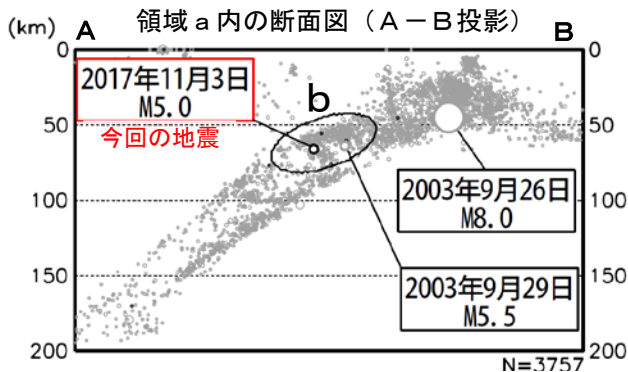 領域a内の断面図（A－B投影）
(km) A B
0 0
2017年11月3日
M5.0
今回の地震
b
50 50
2003年9月26日
M8.0
100 100
2003年9月29日
M5.5
150 150
200 200
N=3757